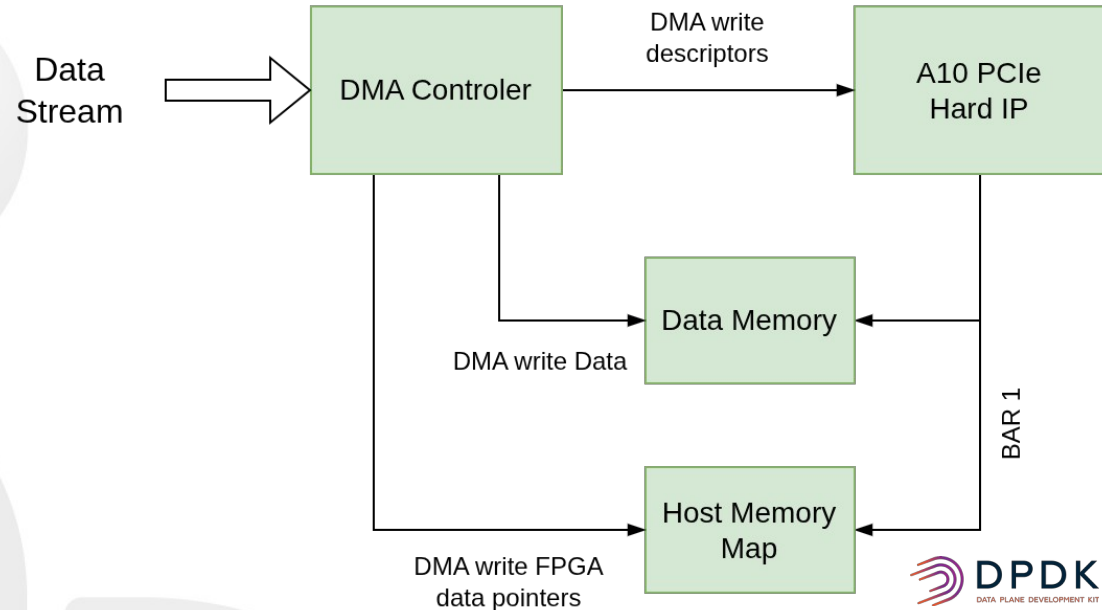 Data
Stream
DMA Controler
DMA write
descriptors
A10 PCIe
Hard IP
Data Memory
DMA write Data
BAR 1
Host Memory
Map
DMA write FPGA
data pointers
DPDK
DATA PLANE DEVELOPMENT KIT